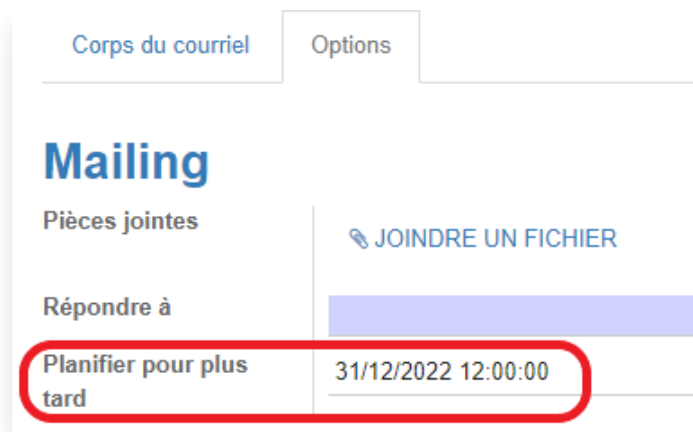 Corps du courriel
Options
Mailing
Pièces jointes
JOINDRE UN FICHIER
Répondre à
Planifier pour plus
tard
31/12/2022 12:00:00